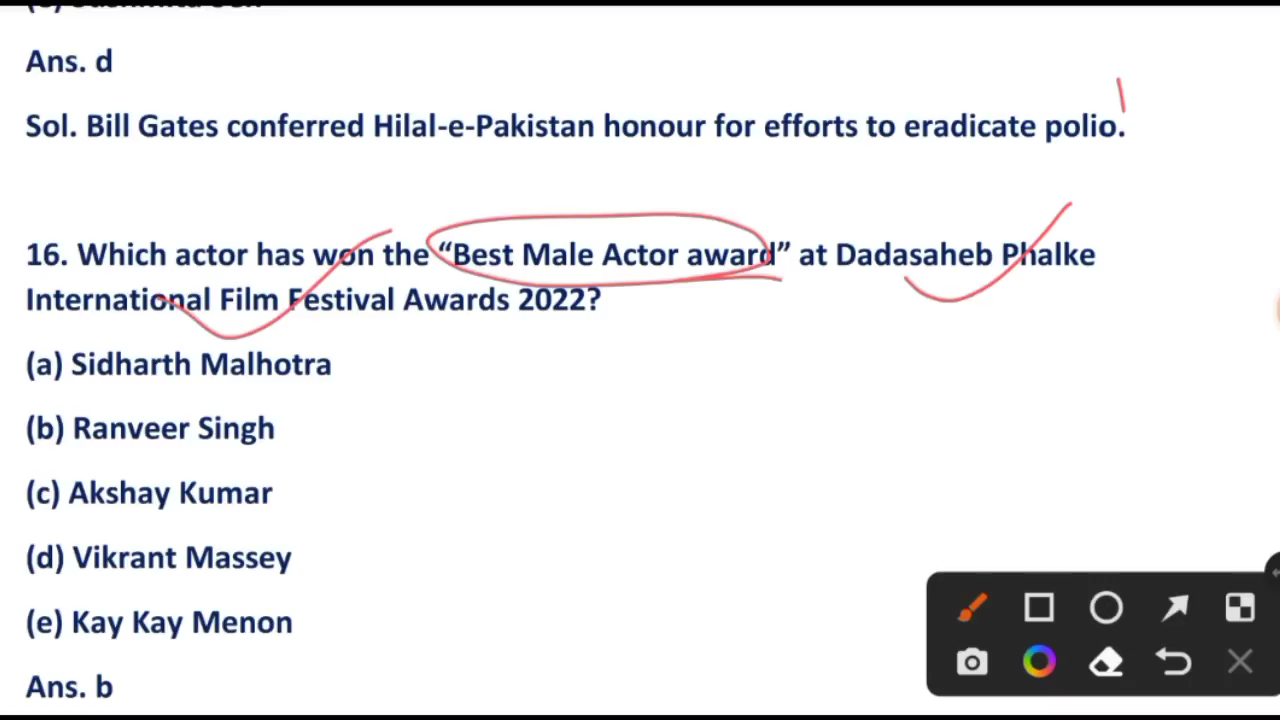 Ans. d
Sol. Bill Gates conferred Hilal-e-Pakistan honour for efforts to eradicate polio.
16. Which actor has won the “Best Male Actor award” at Dadasaheb Phalke
International Film Festival Awards 2022?
(a) Sidharth Malhotra
(b) Ranveer Singh
(c) Akshay Kumar
(d) Vikrant Massey
(e) Kay Kay Menon
Ans. b